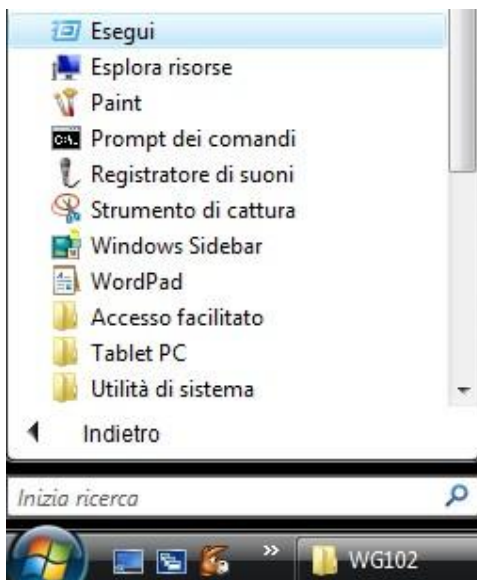 Esegui
Esplora risorse
Paint
C:\.
Prompt dei comandi
Registratore di suoni
Strumento di cattura
Windows Sidebar
WordPad
Accesso facilitato
Tablet PC
Utilità di sistema
Indietro
Inizia ricerca
»
WG102